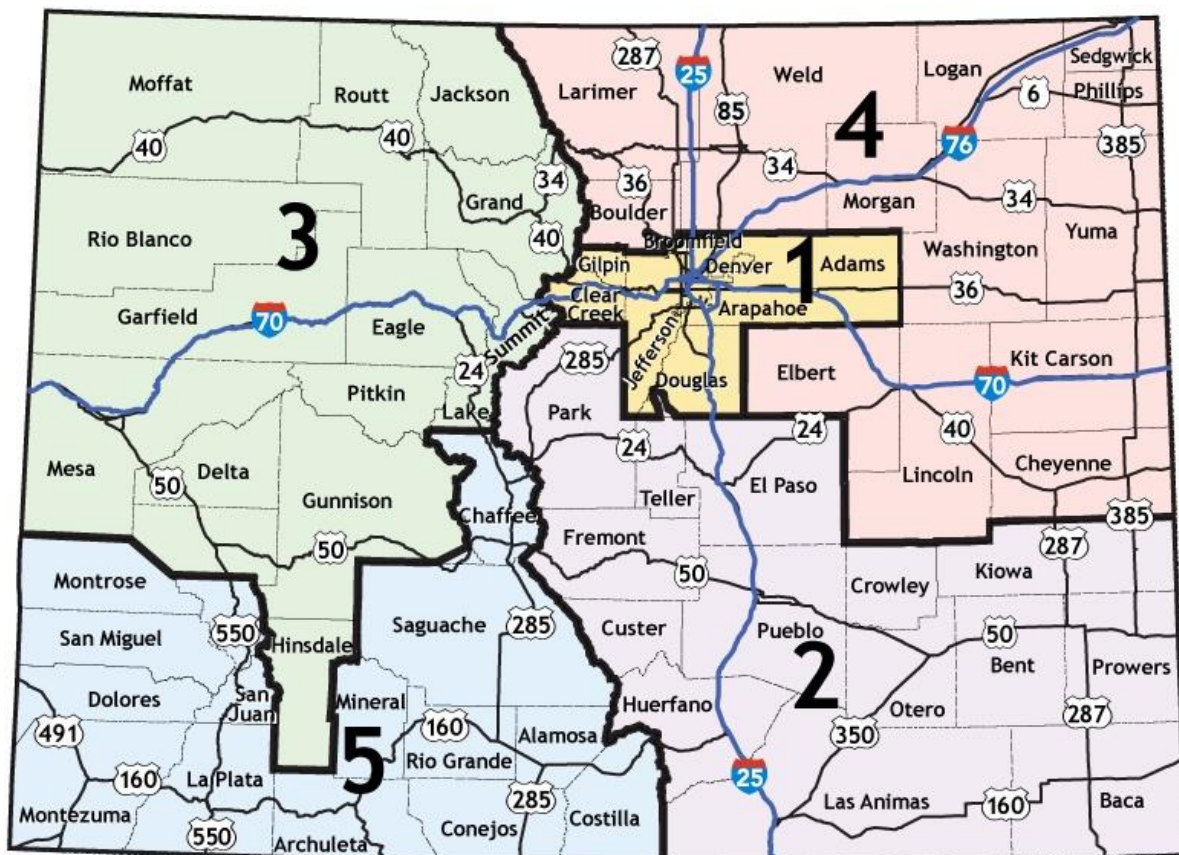 Moffat
Routt
Jackson
Larimer
287
25
Weld
Logan
Sedgwick
Phillips
6
85
4
76
385
40
40
40
34
36
34
34
Grand
Boulder
Morgan
Yuma
Rio Blanco
3
40
Broomfield
Washington
Gilpin
Denver
1
Adams
Clear
Creek
Arapahoe
36
Garfield
70
Eagle
Summit
Jefferson
285
24
Kit Carson
Pitkin
Douglas
Elbert
70
Lake
Park
24
24
40
Mesa
Delta
50
Gunnison
Chaffee
Teller
El Paso
Lincoln
Cheyenne
385
50
Fremont
287
Montrose
50
Crowley
Kiowa
San Miguel
550
Hinsdale
Saguache
285
Custer
Pueblo
50
Bent
Prowers
2
Dolores
San
Juan
Mineral
Huerfano
Otero
287
491
160
Alamosa
350
5
Rio Grande
160
La Plata
25
285
Las Animas
160
Baca
Montezuma
550
Archuleta
Conejos
Costilla